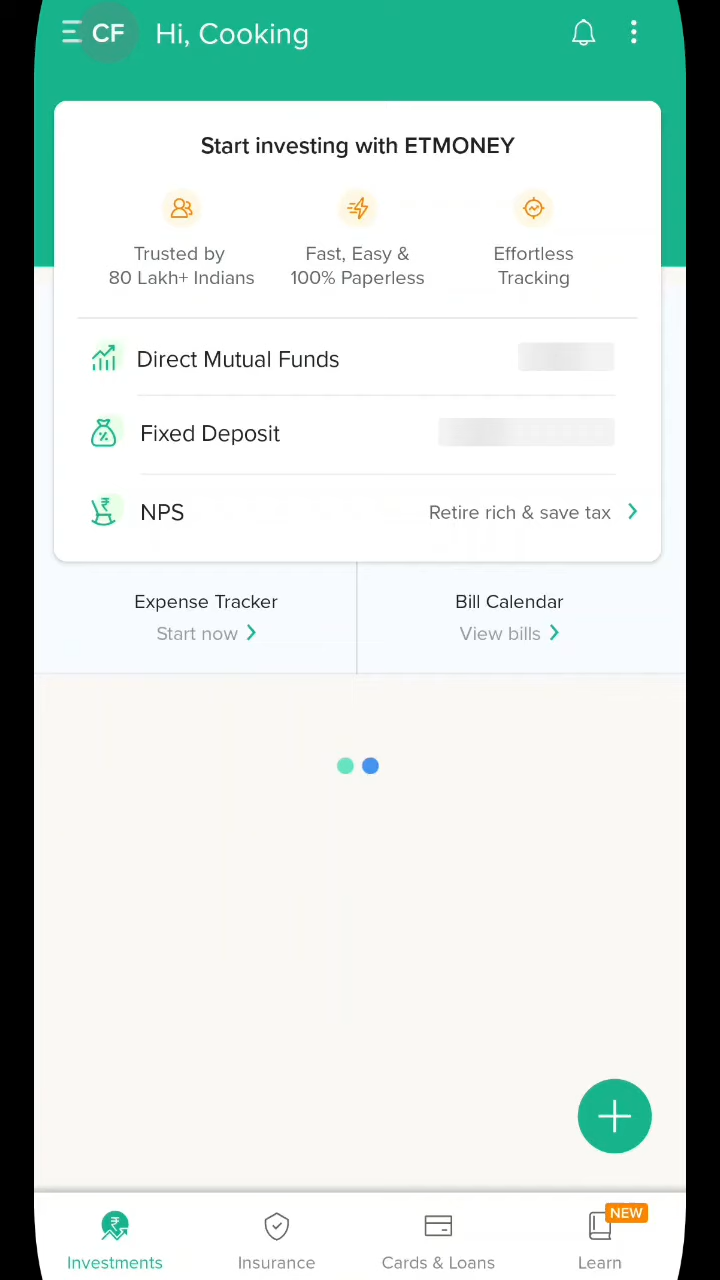 CF
Hi, Cooking
Start investing with ETMONEY
Trusted by
80 Lakh+ Indians
Fast, Easy &
100% Paperless
Effortless
Tracking
Direct Mutual Funds
Fixed Deposit
NPS
Retire rich & save tax
Expense Tracker
Start now
Bill Calendar
View bills
NEW
Investments
Insurance
Cards & Loans
Learn